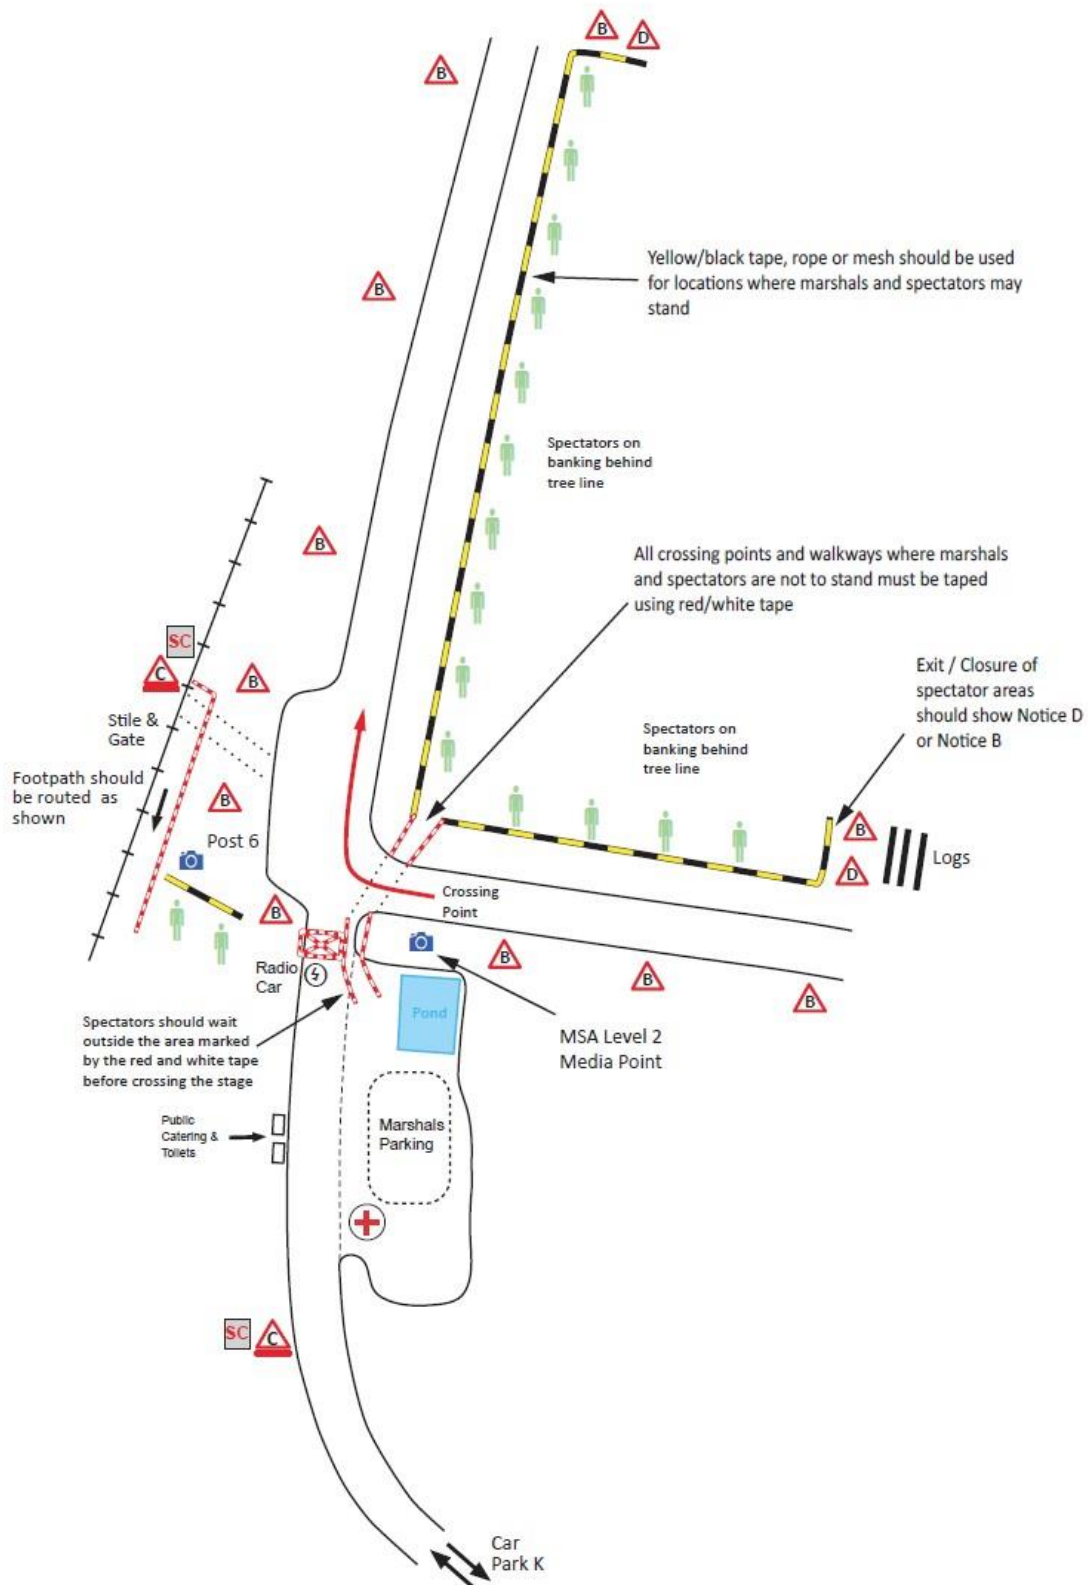 B
D
B
Yellow/black tape, rope or mesh should be used
for locations where marshals and spectators may
stand
B
Spectators on
banking behind
tree line
B
All crossing points and walkways where marshals
and spectators are not to stand must be taped
using red/white tape
SC
C
B
Exit / Closure of
spectator areas
should show Notice D
or Notice B
Stile &
Gate
Spectators on
banking behind
tree line
Footpath should
be routed as
shown
B
Post 6
B
D
Logs
Crossing
Point
B
Radio
Car
B
B
B
Pond
Spectators should wait
outside the area marked
by the red and white tape
before crossing the stage
MSA Level 2
Media Point
Public
Catering &
Toilets
Marshals
Parking
SC
C
Car
Park K